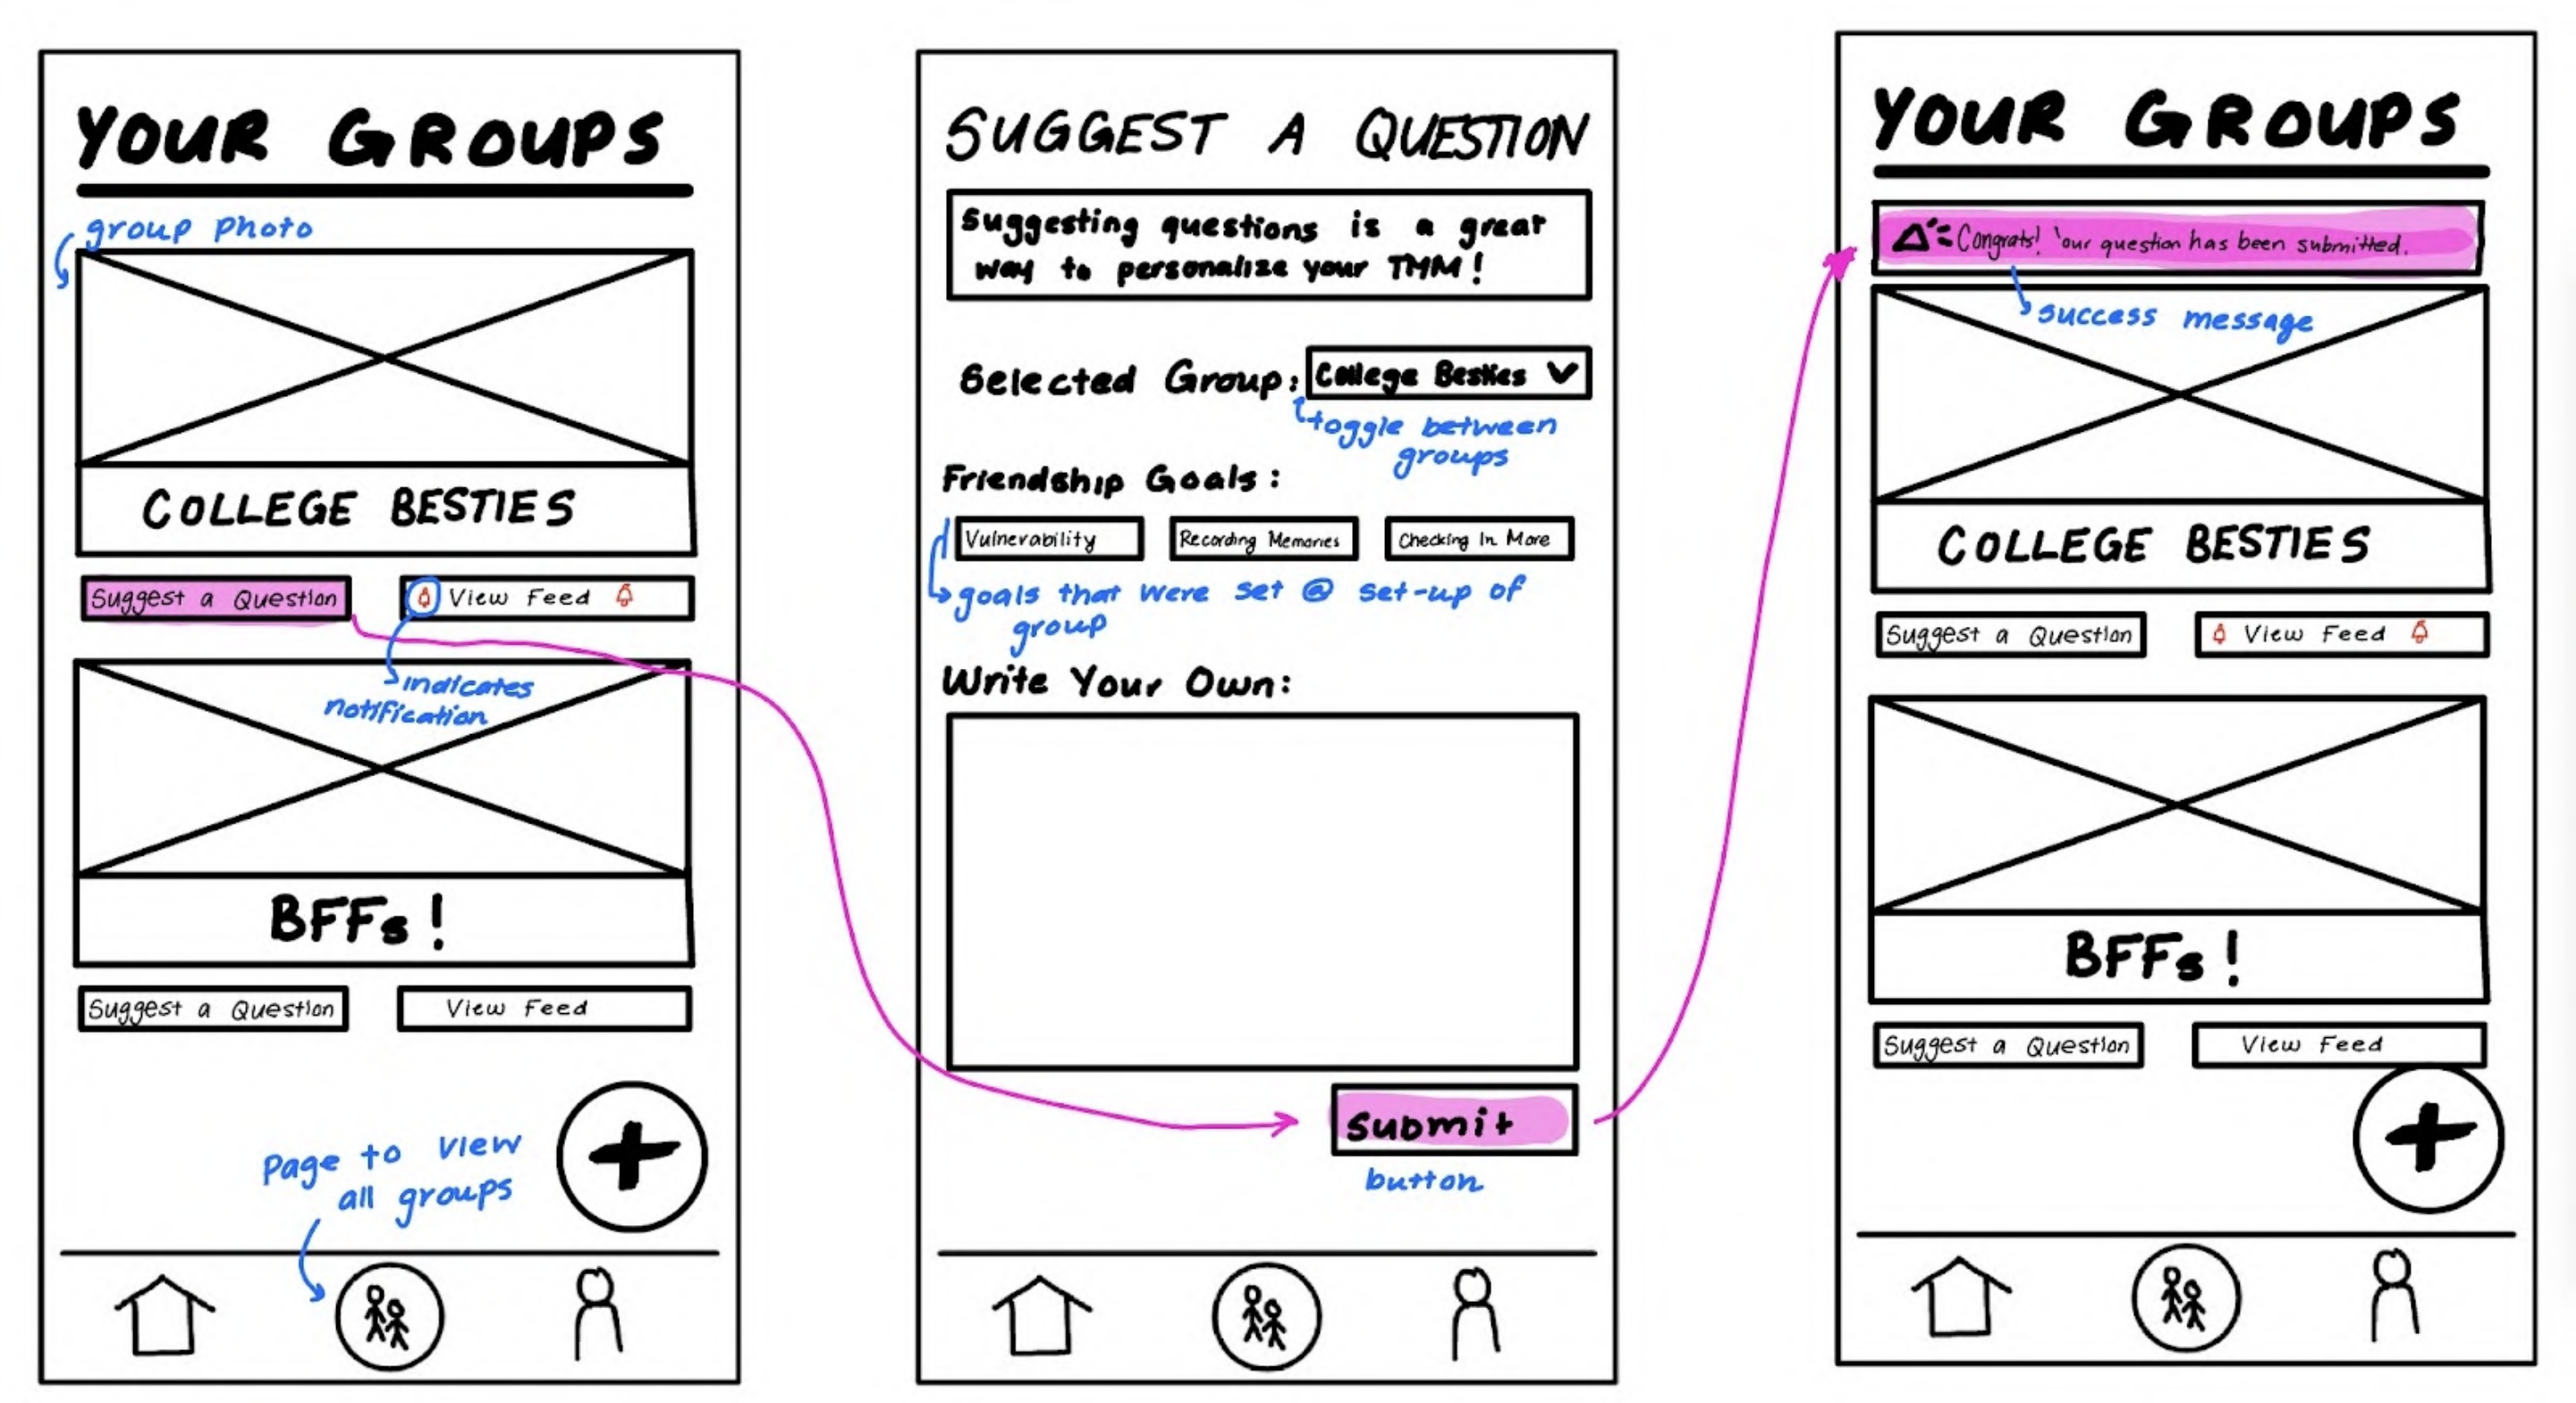 YOUR GROUPS
group photo
COLLEGE BESTIES
Suggest a Question
View Feed
indicates
notification
BFFs!
Suggest a Question
View Feed
Page to view
all groups
SUGGEST A QUESTION
Suggesting questions is a great
way to personalize your TMM!
Selected Group: College Besties
toggle between
groups
Friendship Goals:
Vulnerability
Recording Memories
Checking In More
goals that were set @ set-up of
group
Write Your Own:
Submit
button
YOUR GROUPS
Congrats! 'our question has been submitted.
success message
COLLEGE BESTIES
Suggest a Question
View Feed
BFFs!
Suggest a Question
View Feed